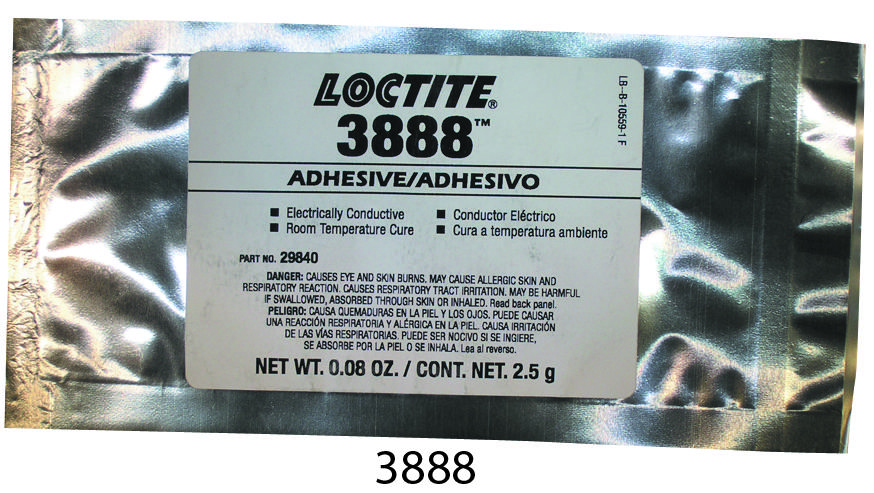 LOCTITE®
3888™
LB-B-10559-1 F
ADHESIVE/ADHESIVO
■ Electrically Conductive ■ Conductor Eléctrico
■ Room Temperature Cure ■ Cura a temperatura ambiente
PART NO. 29840
DANGER: CAUSES EYE AND SKIN BURNS. MAY CAUSE ALLERGIC SKIN AND
RESPIRATORY REACTION. CAUSES RESPIRATORY TRACT IRRITATION. MAY BE HARMFUL
IF SWALLOWED, ABSORBED THROUGH SKIN OR INHALED. Read back panel.
PELIGRO: CAUSA QUEMADURAS EN LA PIEL Y LOS OJOS. PUEDE CAUSAR
UNA REACCIÓN RESPIRATORIA Y ALÉRGICA EN LA PIEL. CAUSA IRRITACIÓN
DE LAS VÍAS RESPIRATORIAS. PUEDE SER NOCIVO SI SE INGIERE,
SE ABSORBE POR LA PIEL O SE INHALA. Lea al reverso.
NET WT. 0.08 OZ. / CONT. NET. 2.5 g
3888